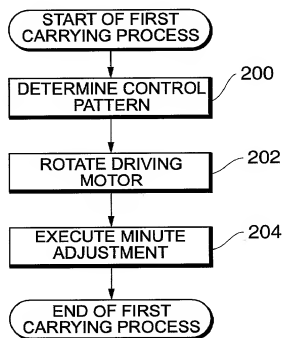 START OF FIRST
CARRYING PROCESS
200
DETERMINE CONTROL
PATTERN
202
ROTATE DRIVING
MOTOR
204
EXECUTE MINUTE
ADJUSTMENT
END OF FIRST
CARRYING PROCESS